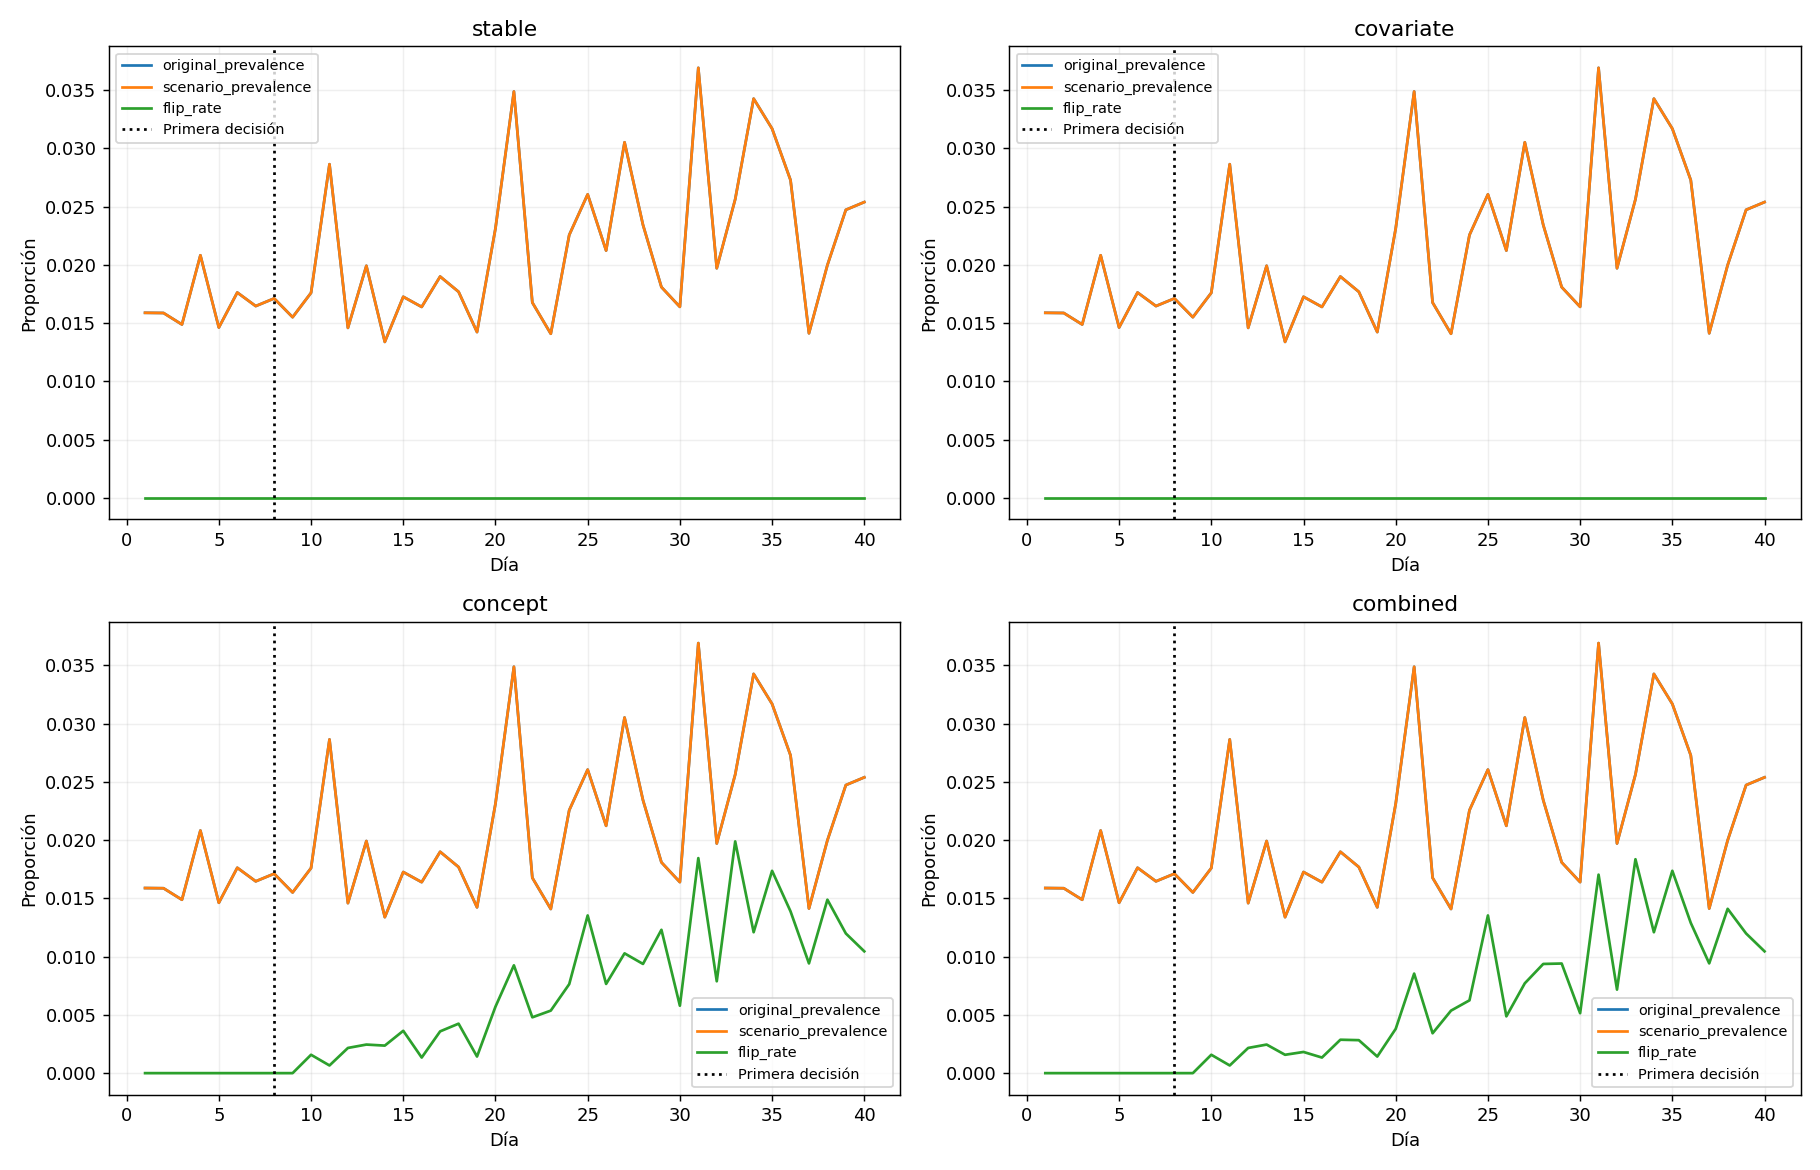 stable
original_prevalence
scenario_prevalence
flip_rate
Primera decisión
Proporción
0.035
0.030
0.025
0.020
0.015
0.010
0.005
0.000
0 5 10 15 20 25 30 35 40
Día
covariate
original_prevalence
scenario_prevalence
flip_rate
Primera decisión
Proporción
0.035
0.030
0.025
0.020
0.015
0.010
0.005
0.000
0 5 10 15 20 25 30 35 40
Día
concept
Proporción
0.035
0.030
0.025
0.020
0.015
0.010
0.005
0.000
original_prevalence
scenario_prevalence
flip_rate
Primera decisión
0 5 10 15 20 25 30 35 40
Día
combined
Proporción
0.035
0.030
0.025
0.020
0.015
0.010
0.005
0.000
original_prevalence
scenario_prevalence
flip_rate
Primera decisión
0 5 10 15 20 25 30 35 40
Día